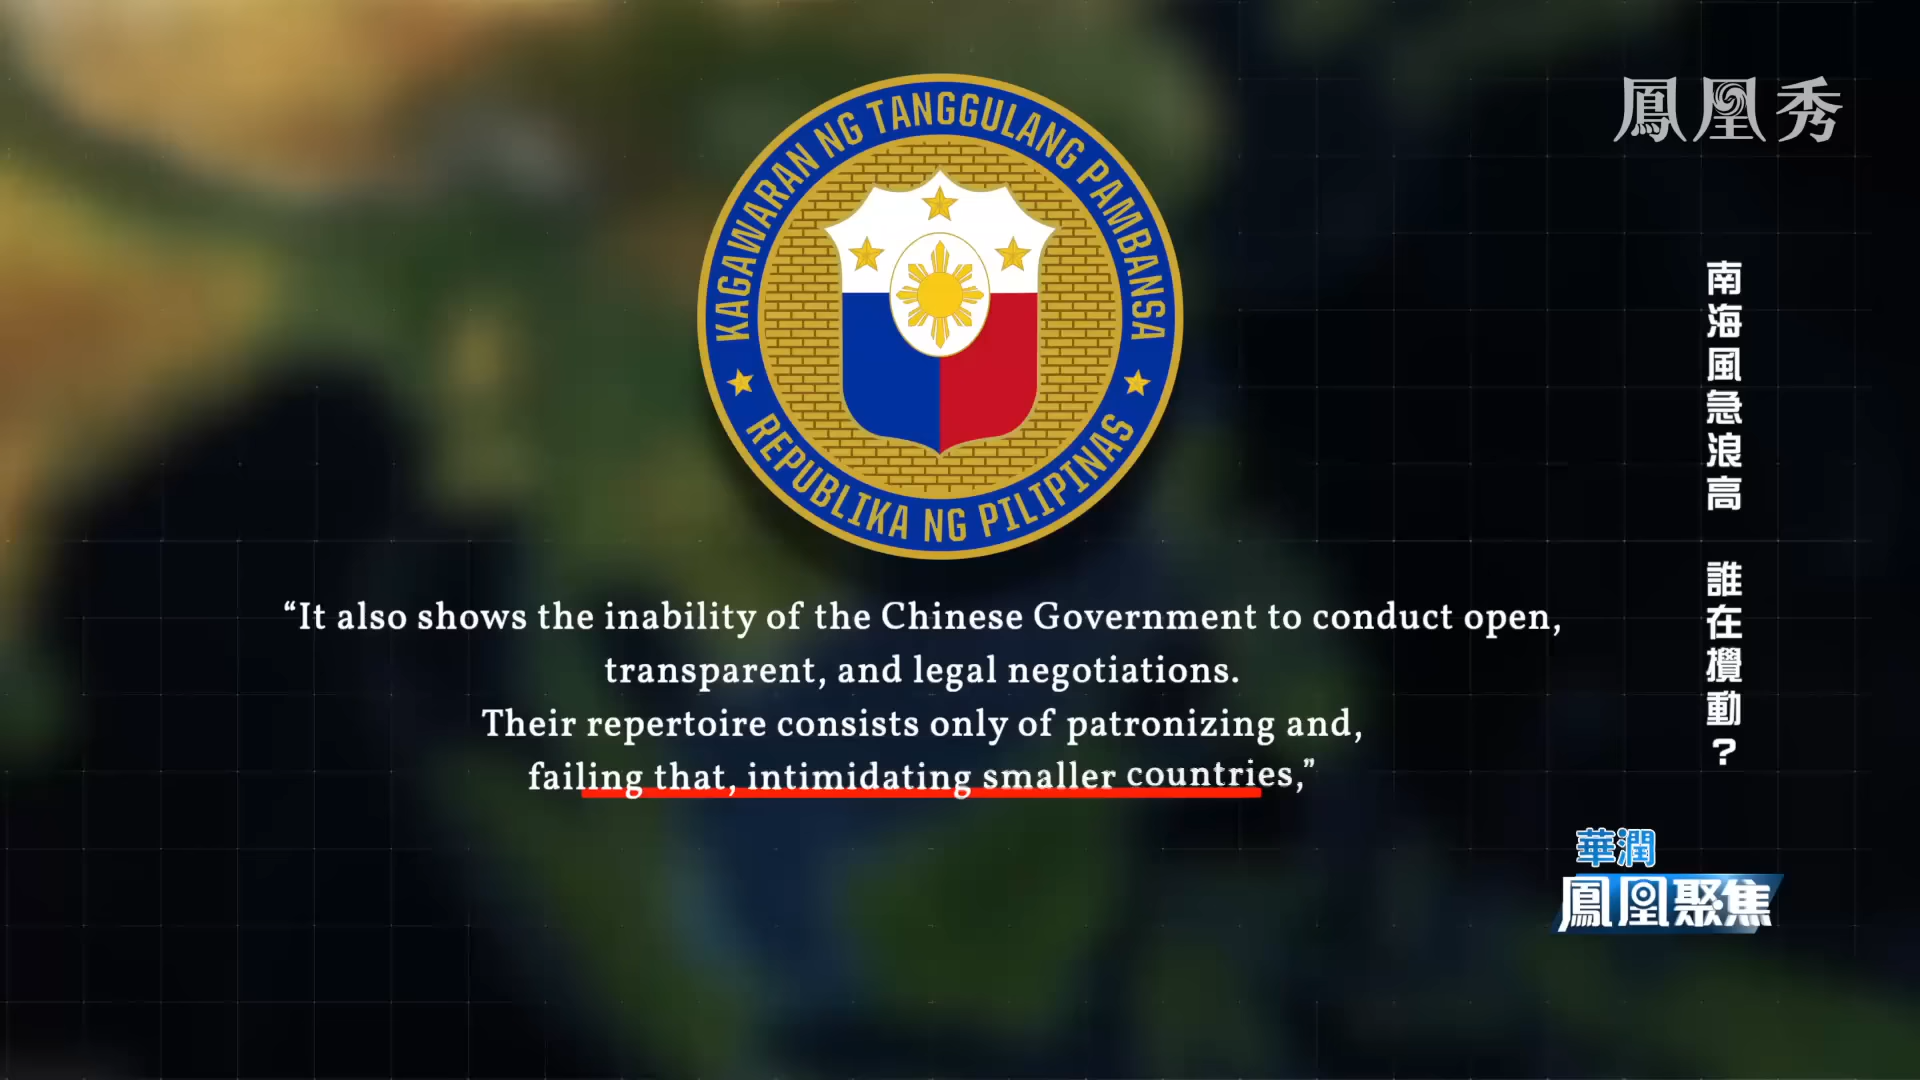 鳳凰秀
KAGAWARAN NG TANGGULANG PAMBANSA
REPUBLIKA NG PILIPINAS
“It also shows the inability of the Chinese Government to conduct open,
transparent, and legal negotiations.
Their repertoire consists only of patronizing and,
failing that, intimidating smaller countries,”
南海風急浪高 誰在攪動？
華潤
鳳凰聚焦